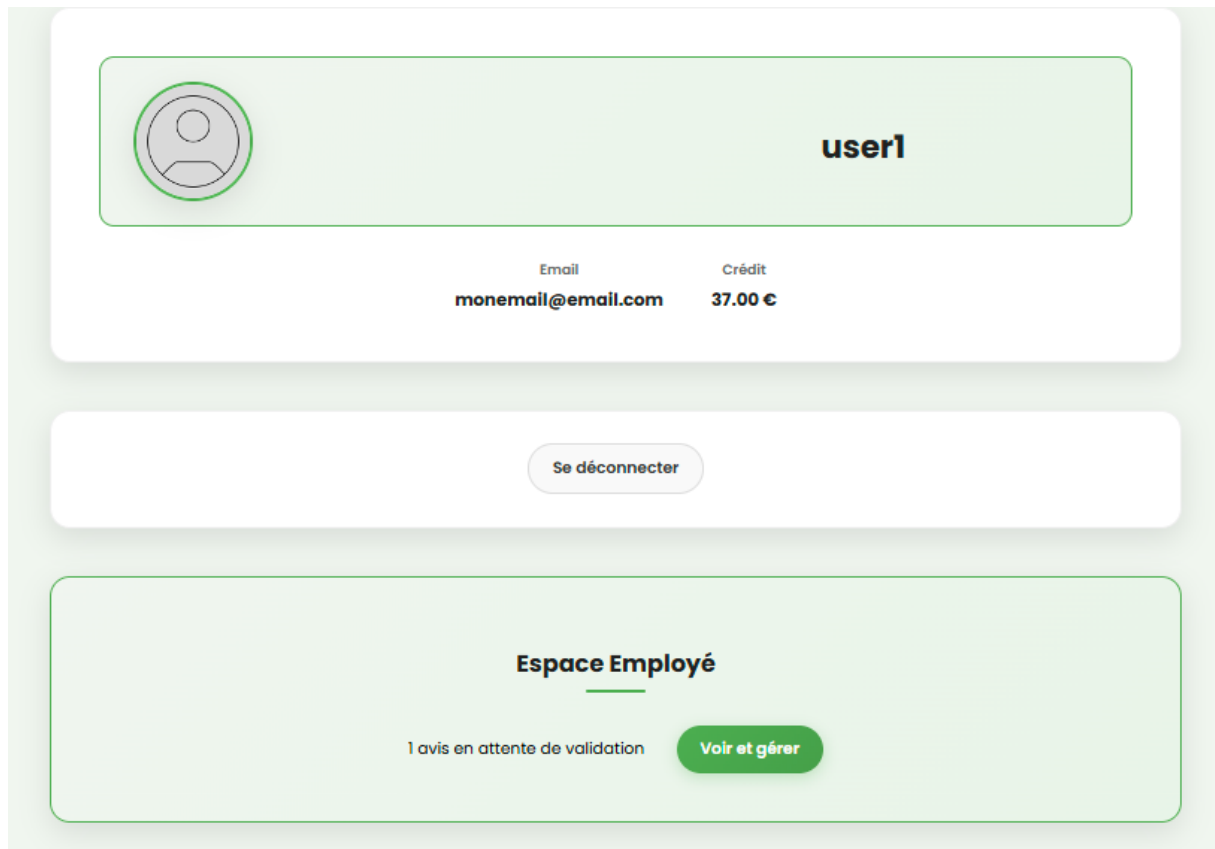 user1
Email
Crédit
monemail@email.com
37.00 €
Se déconnecter
Espace Employé
1 avis en attente de validation
Voir et gérer